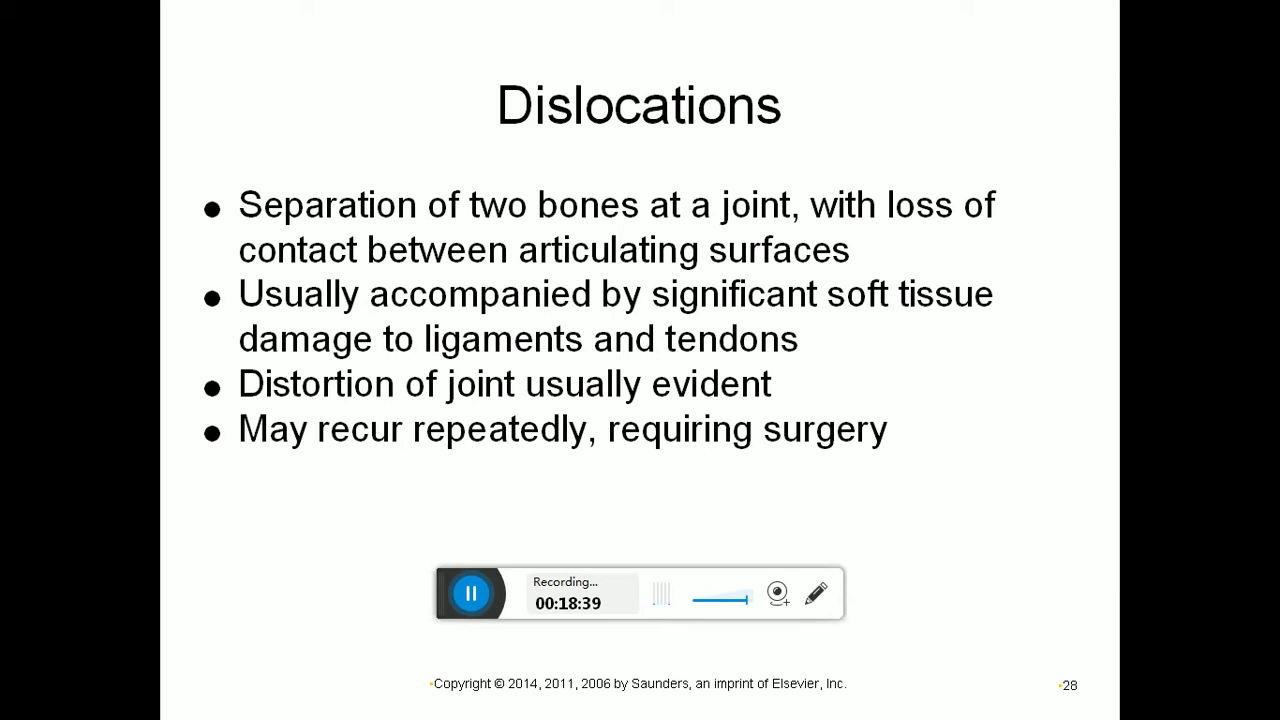 Dislocations
● Separation of two bones at a joint, with loss of
contact between articulating surfaces
● Usually accompanied by significant soft tissue
damage to ligaments and tendons
● Distortion of joint usually evident
● May recur repeatedly, requiring surgery
Recording...
00:18:39
•Copyright © 2014, 2011, 2006 by Saunders, an imprint of Elsevier, Inc.
•28